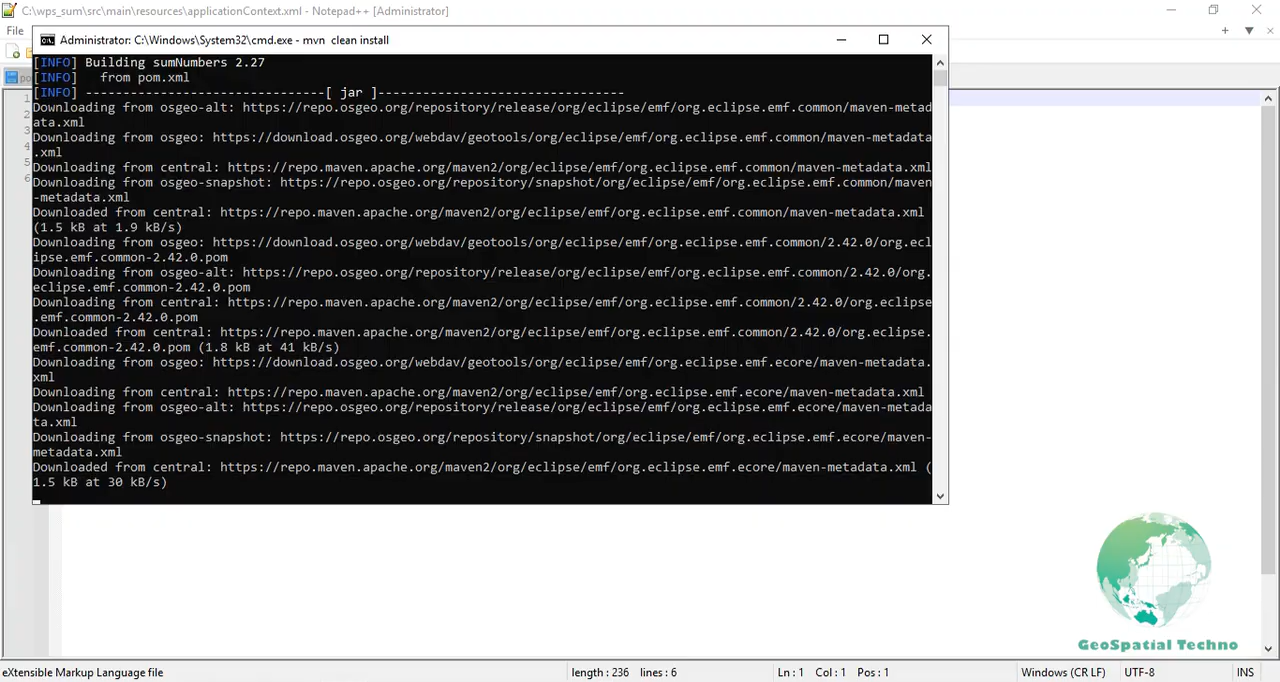 C:\wps_sum\src\main\resources\applicationContext.xml - Notepad++ [Administrator]
File
Administrator: C:\Windows\System32\cmd.exe - mvn  clean install
[INFO] Building sumNumbers 2.27
[INFO]   from pom.xml
[INFO] --------------------------------[ jar ]---------------------------------
Downloading from osgeo-alt: https://repo.osgeo.org/repository/release/org/eclipse/emf/org.eclipse.emf.common/maven-metad
ata.xml
Downloading from osgeo: https://download.osgeo.org/webdav/geotools/org/eclipse/emf/org.eclipse.emf.common/maven-metadata
.xml
Downloading from central: https://repo.maven.apache.org/maven2/org/eclipse/emf/org.eclipse.emf.common/maven-metadata.xml
Downloading from osgeo-snapshot: https://repo.osgeo.org/repository/snapshot/org/eclipse/emf/org.eclipse.emf.common/maven
-metadata.xml
Downloaded from central: https://repo.maven.apache.org/maven2/org/eclipse/emf/org.eclipse.emf.common/maven-metadata.xml
(1.5 kB at 1.9 kB/s)
Downloading from osgeo: https://download.osgeo.org/webdav/geotools/org/eclipse/emf/org.eclipse.emf.common/2.42.0/org.ecl
ipse.emf.common-2.42.0.pom
Downloading from osgeo-alt: https://repo.osgeo.org/repository/release/org/eclipse/emf/org.eclipse.emf.common/2.42.0/org.
eclipse.emf.common-2.42.0.pom
Downloading from central: https://repo.maven.apache.org/maven2/org/eclipse/emf/org.eclipse.emf.common/2.42.0/org.eclipse
.emf.common-2.42.0.pom
Downloaded from central: https://repo.maven.apache.org/maven2/org/eclipse/emf/org.eclipse.emf.common/2.42.0/org.eclipse.
emf.common-2.42.0.pom (1.8 kB at 41 kB/s)
Downloading from osgeo: https://download.osgeo.org/webdav/geotools/org/eclipse/emf/org.eclipse.emf.ecore/maven-metadata.
xml
Downloading from central: https://repo.maven.apache.org/maven2/org/eclipse/emf/org.eclipse.emf.ecore/maven-metadata.xml
Downloading from osgeo-alt: https://repo.osgeo.org/repository/release/org/eclipse/emf/org.eclipse.emf.ecore/maven-metada
ta.xml
Downloading from osgeo-snapshot: https://repo.osgeo.org/repository/snapshot/org/eclipse/emf/org.eclipse.emf.ecore/maven-
metadata.xml
Downloaded from central: https://repo.maven.apache.org/maven2/org/eclipse/emf/org.eclipse.emf.ecore/maven-metadata.xml (
1.5 kB at 30 kB/s)
GeoSpatial Techno
eXtensible Markup Language file
length : 236 lines : 6
Ln : 1 Col : 1 Pos : 1
Windows (CR LF)
UTF-8
INS